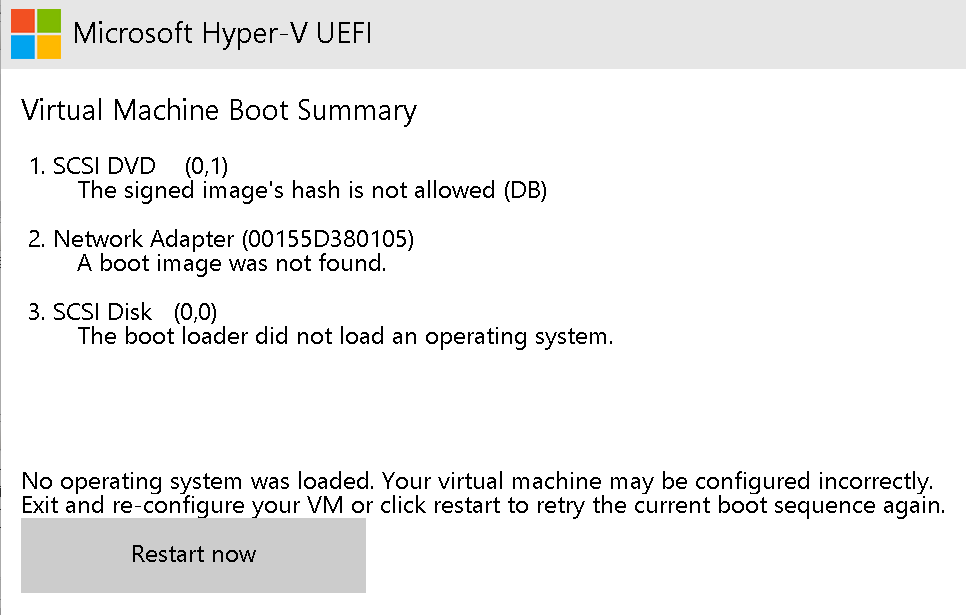 Microsoft Hyper-V UEFI
Virtual Machine Boot Summary
1. SCSI DVD (0,1)
The signed image's hash is not allowed (DB)
2. Network Adapter (00155D380105)
A boot image was not found.
3. SCSI Disk (0,0)
The boot loader did not load an operating system.
No operating system was loaded. Your virtual machine may be configured incorrectly.
Exit and re-configure your VM or click restart to retry the current boot sequence again.
Restart now